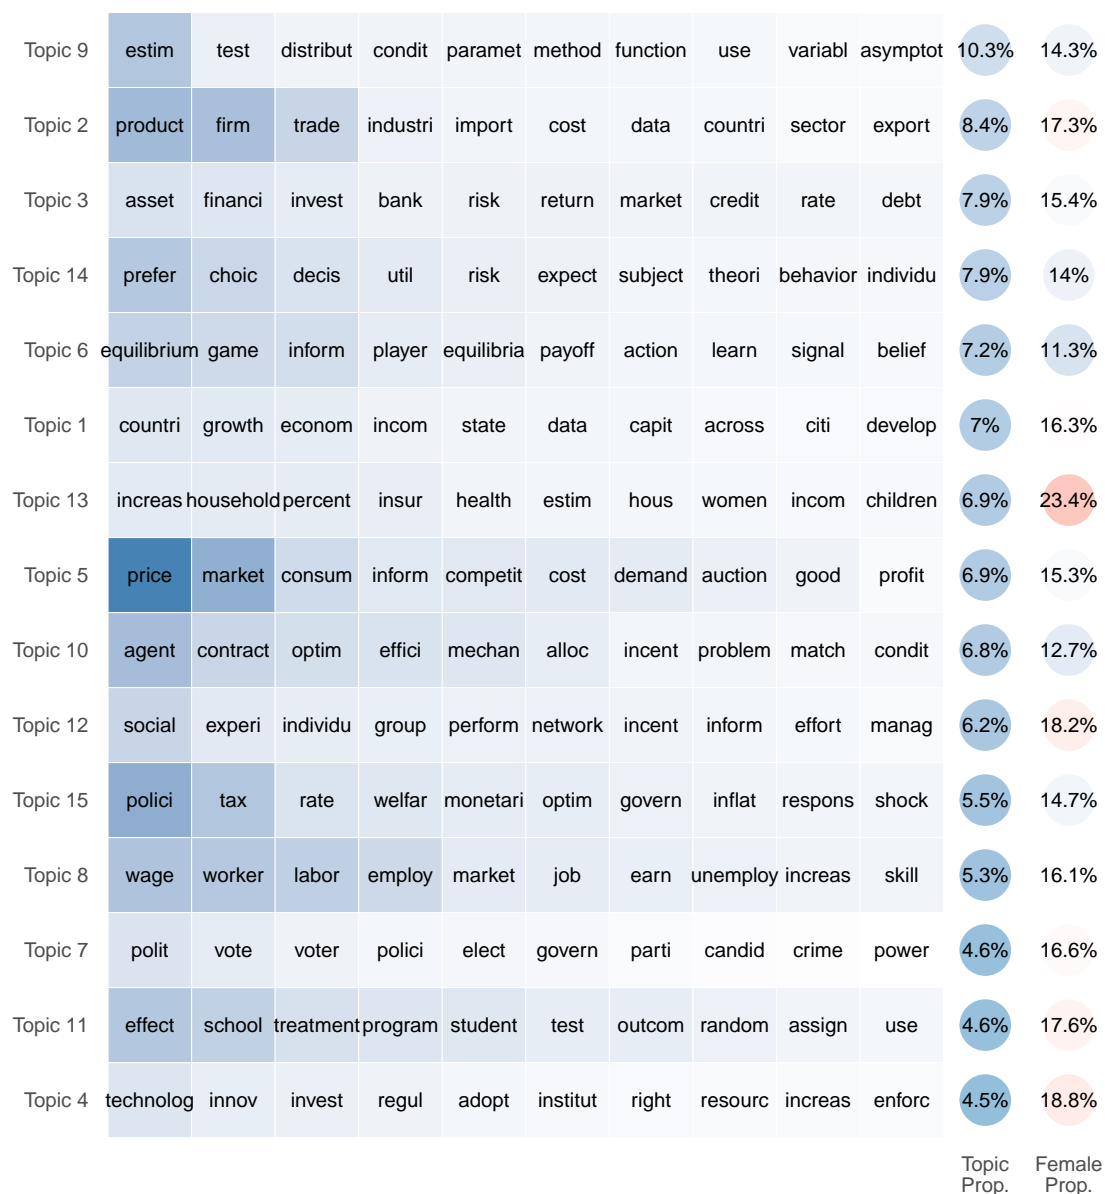 Topic 9 estim test distribut condit paramet method function use variabl asymptot 10.3% 14.3%
Topic 2 product firm trade industri import cost data countri sector export 8.4% 17.3%
Topic 3 asset financi invest bank risk return market credit rate debt 7.9% 15.4%
Topic 14 prefer choic decis util risk expect subject theori behavior individu 7.9% 14%
Topic 6 equilibrium game inform player equilibria payoff action learn signal belief 7.2% 11.3%
Topic 1 countri growth econom incom state data capit across citi develop 7% 16.3%
Topic 13 increas household percent insur health estim hous women incom children 6.9% 23.4%
Topic 5 price market consum inform competit cost demand auction good profit 6.9% 15.3%
Topic 10 agent contract optim effici mechan alloc incent problem match condit 6.8% 12.7%
Topic 12 social experi individu group perform network incent inform effort manag 6.2% 18.2%
Topic 15 polici tax rate welfar monetari optim govern inflat respons shock 5.5% 14.7%
Topic 8 wage worker labor employ market job earn unemploy increas skill 5.3% 16.1%
Topic 7 polit vote voter polici elect govern parti candid crime power 4.6% 16.6%
Topic 11 effect school treatment program student test outcom random assign use 4.6% 17.6%
Topic 4 technolog innov invest regul adopt institut right resourc increas enforc 4.5% 18.8%
Topic Female
Prop. Prop.